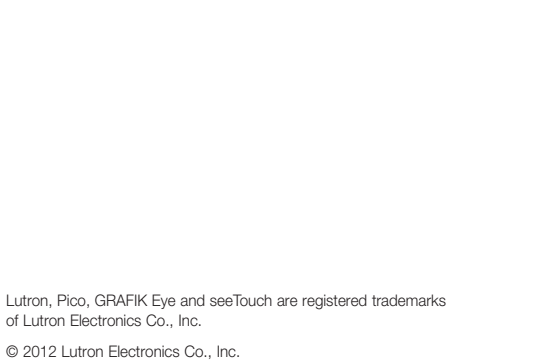 Lutron, Pico, GRAFIK Eye and seeTouch are registered trademarks
of Lutron Electronics Co., Inc.
© 2012 Lutron Electronics Co., Inc.